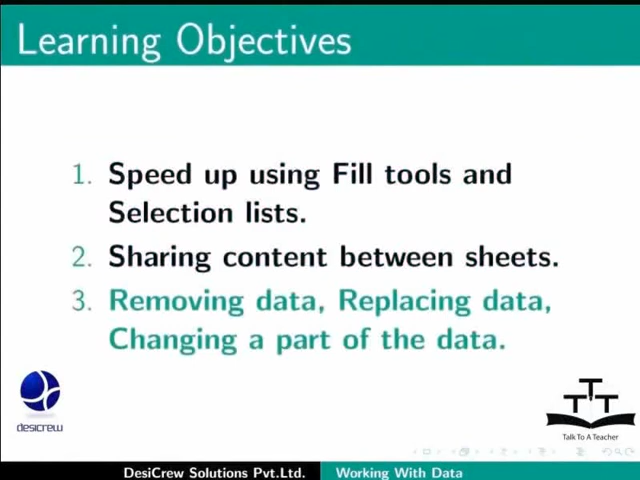 Learning Objectives
1. Speed up using Fill tools and
Selection lists.
2. Sharing content between sheets.
3. Removing data, Replacing data,
Changing a part of the data.
desicrew
TTT
Talk To A Teacher
DesiCrew Solutions Pvt.Ltd. Working With Data